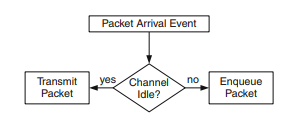 Packet Arrival Event
Transmit
Packet
yes
Channel
Idle?
no
Enqueue
Packet